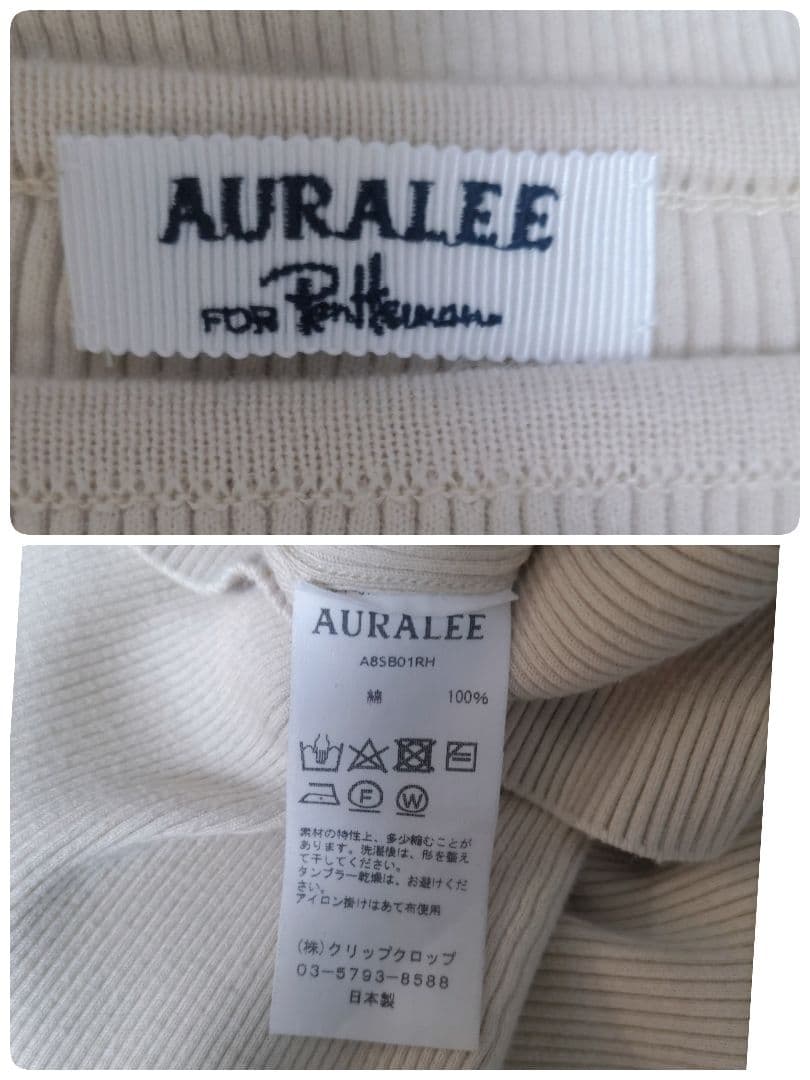 AURALEE
FOR Ron Herman
AURALEE
A8SB01RH
綿 100%
F W
素材の特性上、多少縮むことが
あります。洗濯後は、形を整え
て干してください。
タンブラー乾燥は、お避けくだ
さい。
アイロン掛けはあて布使用
(株)クリップクロップ
03-5793-8588
日本製